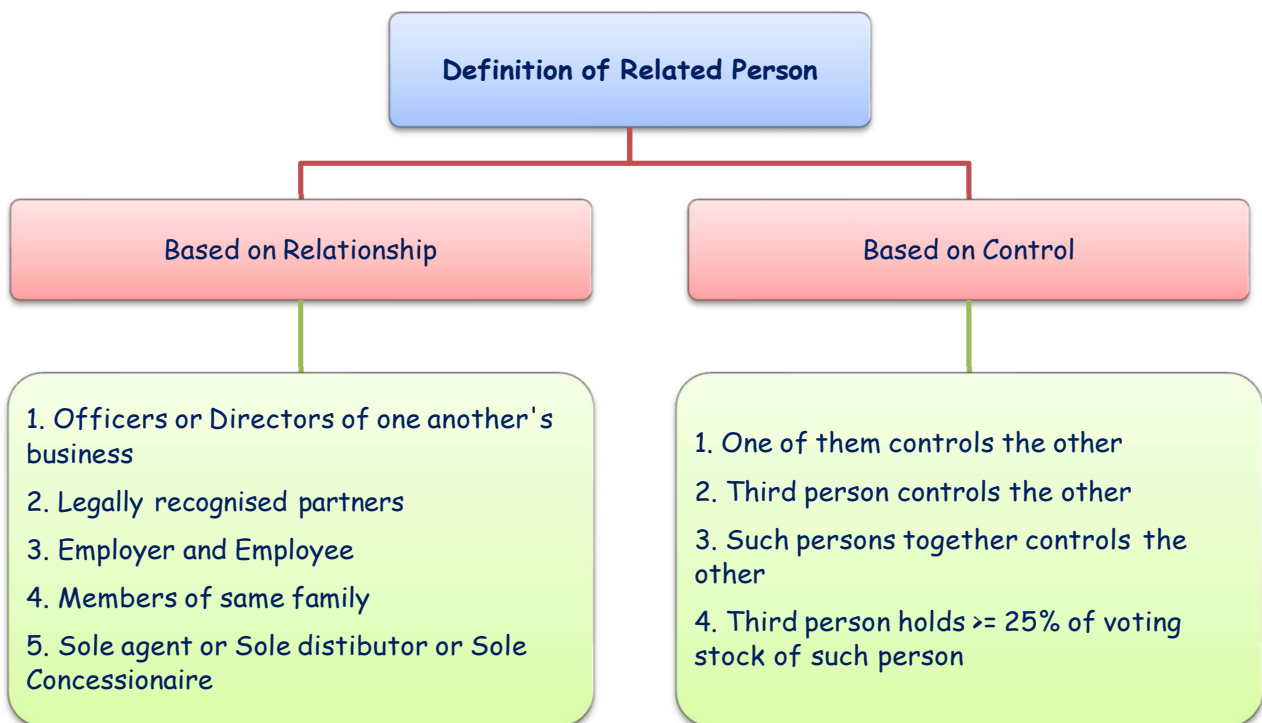 Definition of Related Person
Based on Relationship
1. Officers or Directors of one another's
business
2. Legally recognised partners
3. Employer and Employee
4. Members of same family
5. Sole agent or Sole distibutor or Sole
Concessionaire
Based on Control
1. One of them controls the other
2. Third person controls the other
3. Such persons together controls the
other
4. Third person holds >= 25% of voting
stock of such person